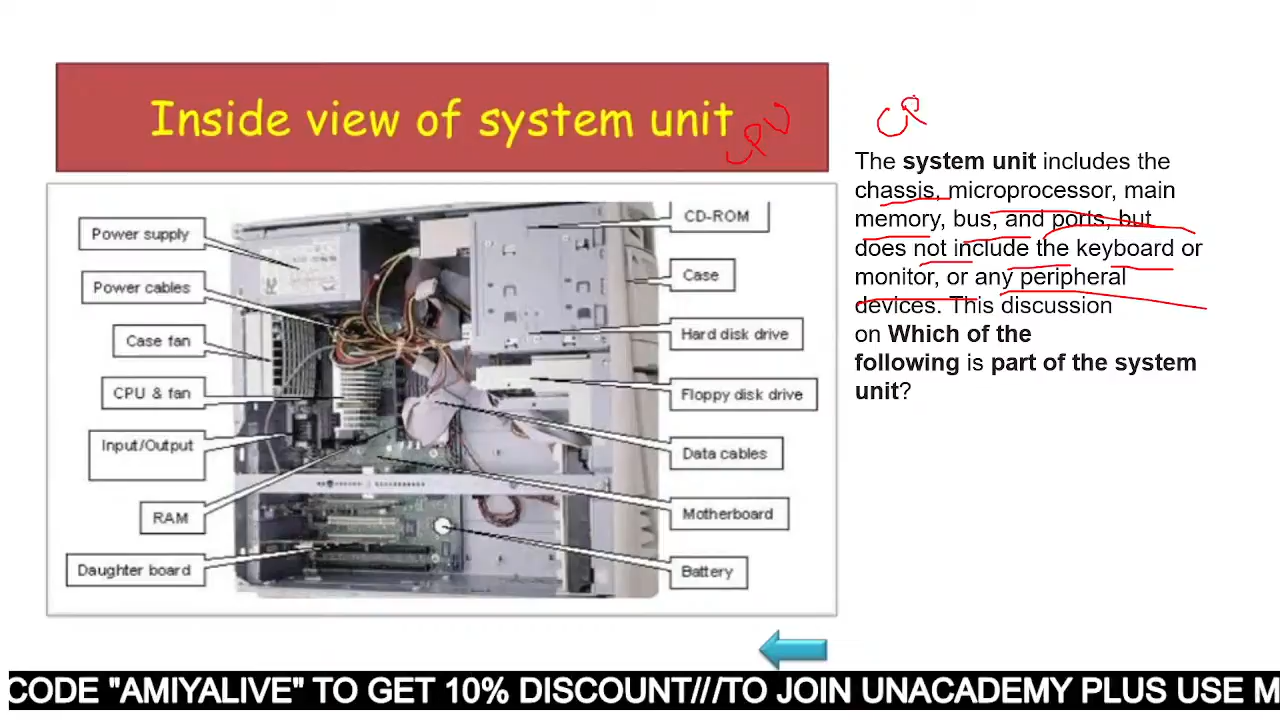 Inside view of system unit
CPU
Power supply
Power cables
Case fan
CPU & fan
Input/Output
RAM
Daughter board
CD-ROM
Case
Hard disk drive
Floppy disk drive
Data cables
Motherboard
Battery
CP
The system unit includes the
chassis, microprocessor, main
memory, bus, and ports, but
does not include the keyboard or
monitor, or any peripheral
devices. This discussion
on Which of the
following is part of the system
unit?
CODE "AMIYALIVE" TO GET 10% DISCOUNT///TO JOIN UNACADEMY PLUS USE M